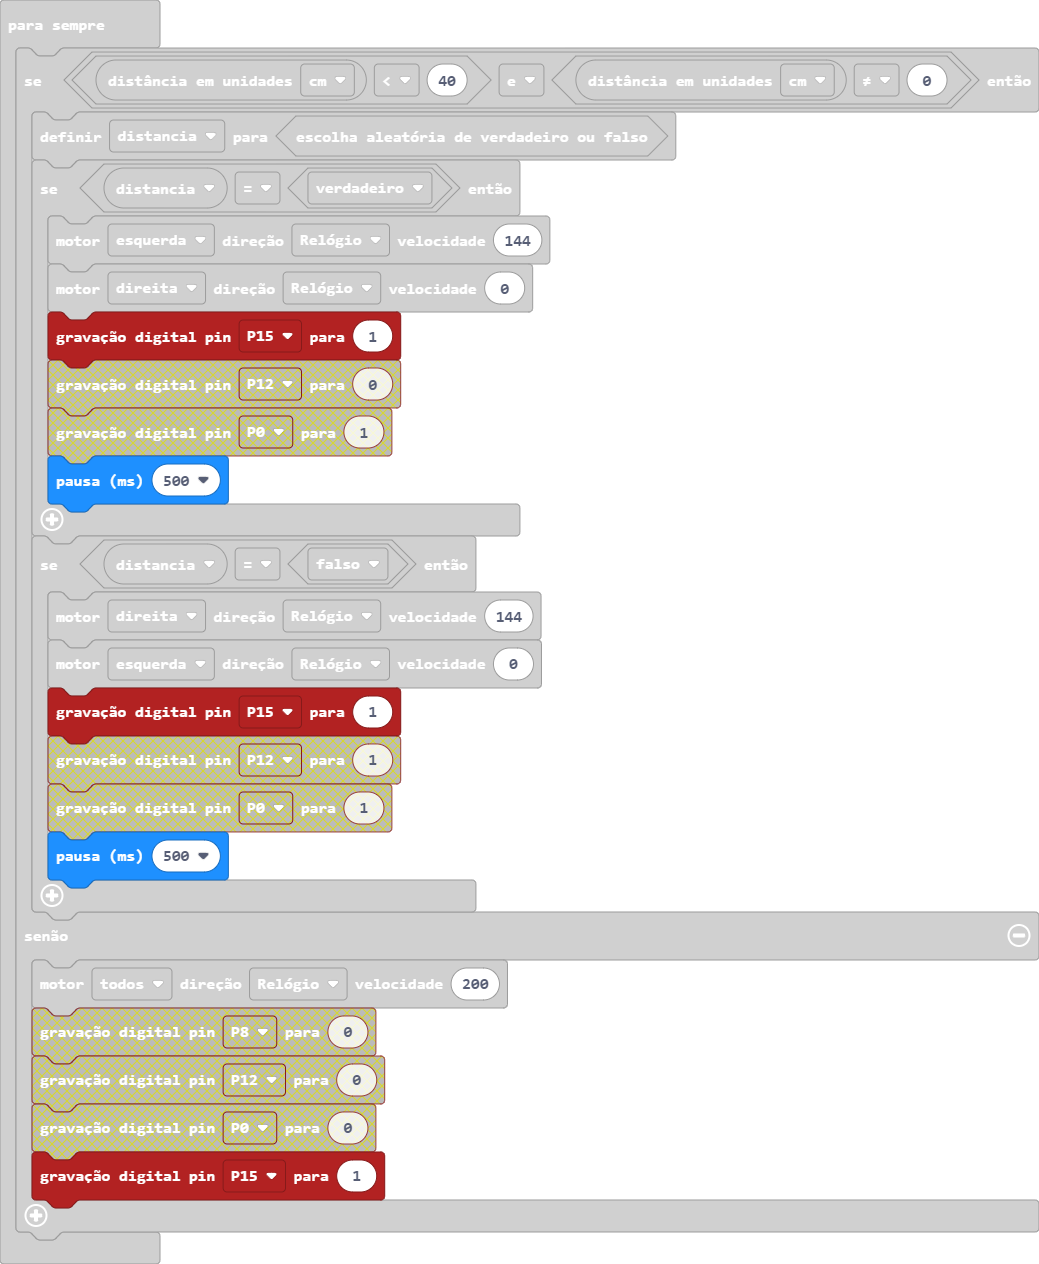 para sempre
se distância em unidades cm < 40 e distância em unidades cm ≠ 0 então
definir distancia para escolha aleatória de verdadeiro ou falso
se distancia = verdadeiro então
motor esquerda direção Relógio velocidade 144
motor direita direção Relógio velocidade 0
gravação digital pin P15 para 1
gravação digital pin P12 para 0
gravação digital pin P0 para 1
pausa (ms) 500
se distancia = falso então
motor direita direção Relógio velocidade 144
motor esquerda direção Relógio velocidade 0
gravação digital pin P15 para 1
gravação digital pin P12 para 1
gravação digital pin P0 para 1
pausa (ms) 500
senão
motor todos direção Relógio velocidade 200
gravação digital pin P8 para 0
gravação digital pin P12 para 0
gravação digital pin P0 para 0
gravação digital pin P15 para 1